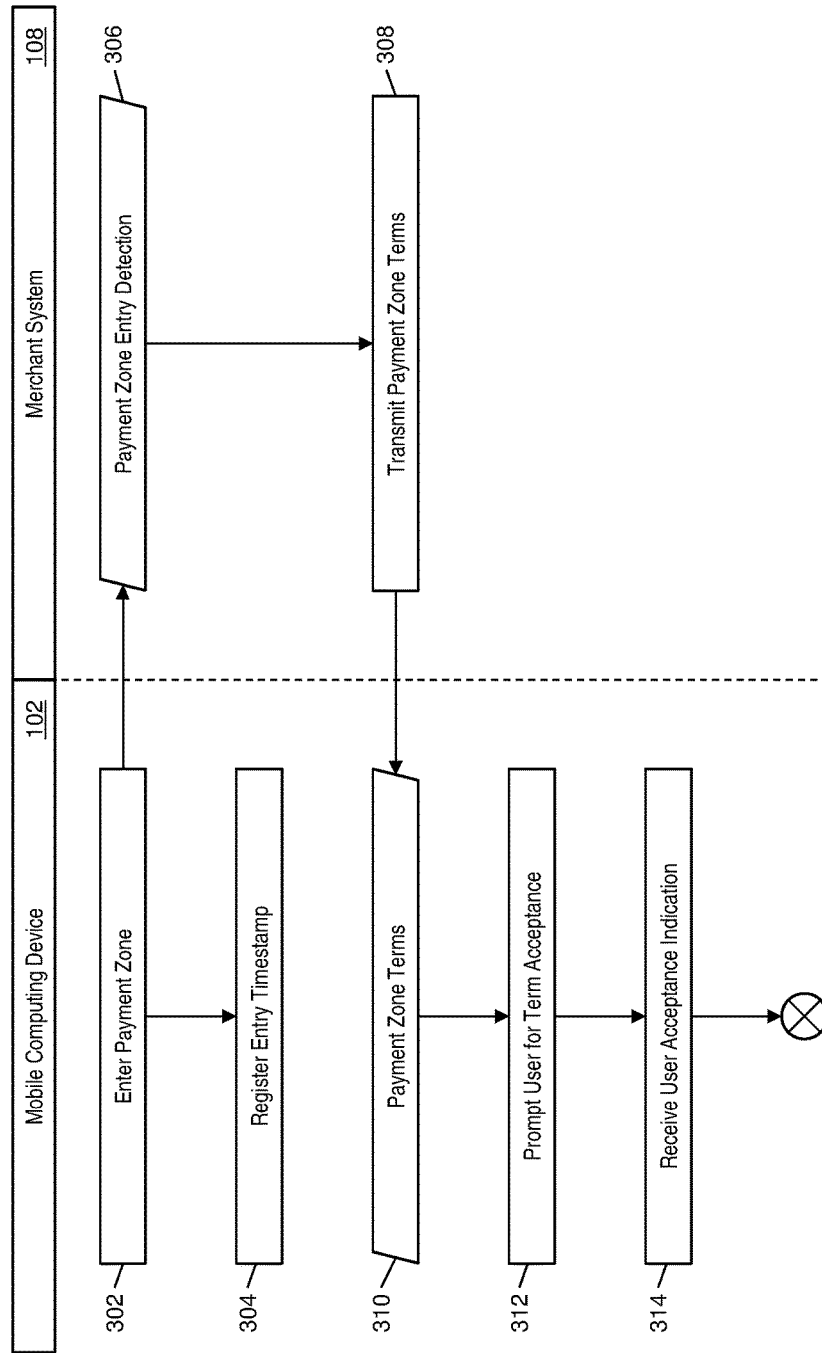 Mobile Computing Device 102
Merchant System 108
302 Enter Payment Zone
Payment Zone Entry Detection 306
304 Register Entry Timestamp
310 Payment Zone Terms
Transmit Payment Zone Terms 308
312 Prompt User for Term Acceptance
314 Receive User Acceptance Indication